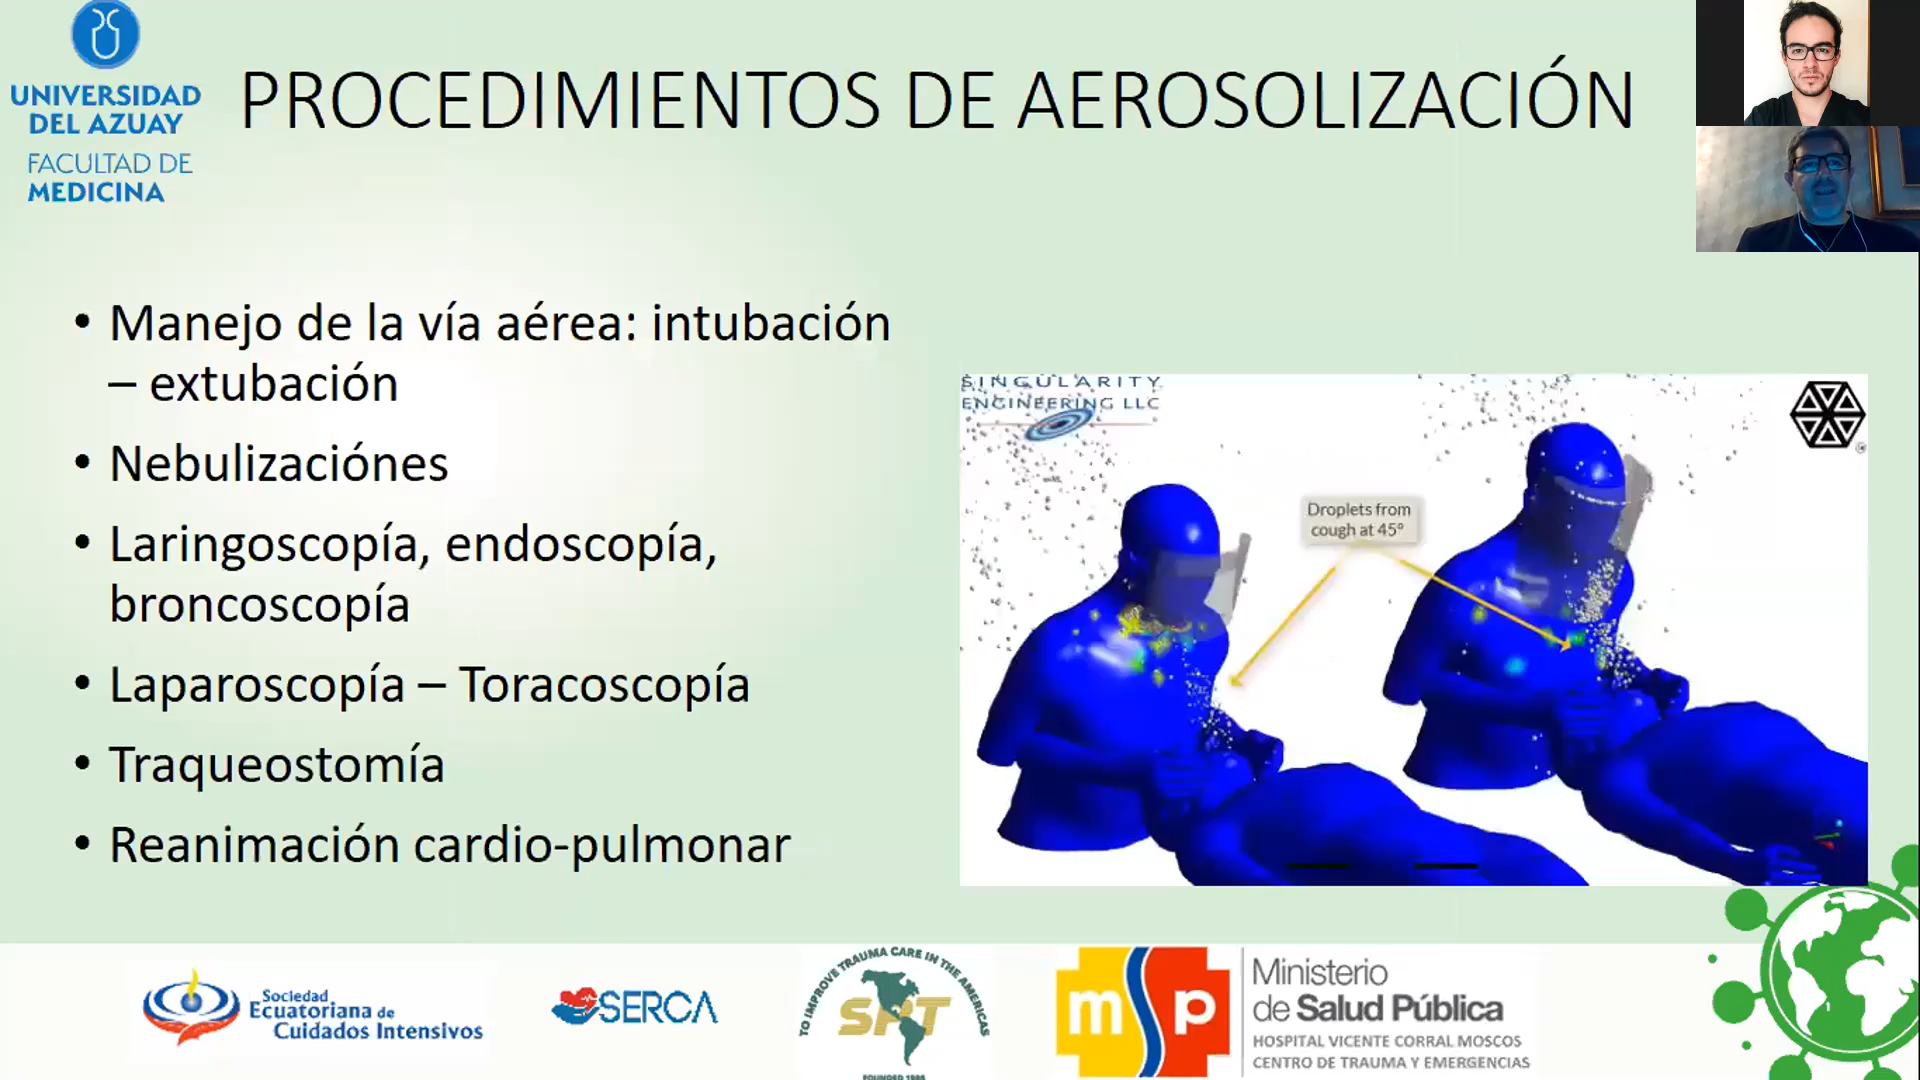 UNIVERSIDAD
DEL AZUAY
FACULTAD DE
MEDICINA
PROCEDIMIENTOS DE AEROSOLIZACIÓN
• Manejo de la vía aérea: intubación
– extubación
• Nebulizaciónes
• Laringoscopía, endoscopía,
broncoscopía
• Laparoscopía – Toracoscopía
• Traqueostomía
• Reanimación cardio-pulmonar
SINGULARITY
ENGINEERING LLC
Droplets from
cough at 45°
Sociedad
Ecuatoriana de
Cuidados Intensivos
SERCA
TO IMPROVE TRAUMA CARE IN THE AMERICAS
SPT
FOUNDED 1986
msp
Ministerio
de Salud Pública
HOSPITAL VICENTE CORRAL MOSCOS
CENTRO DE TRAUMA Y EMERGENCIAS